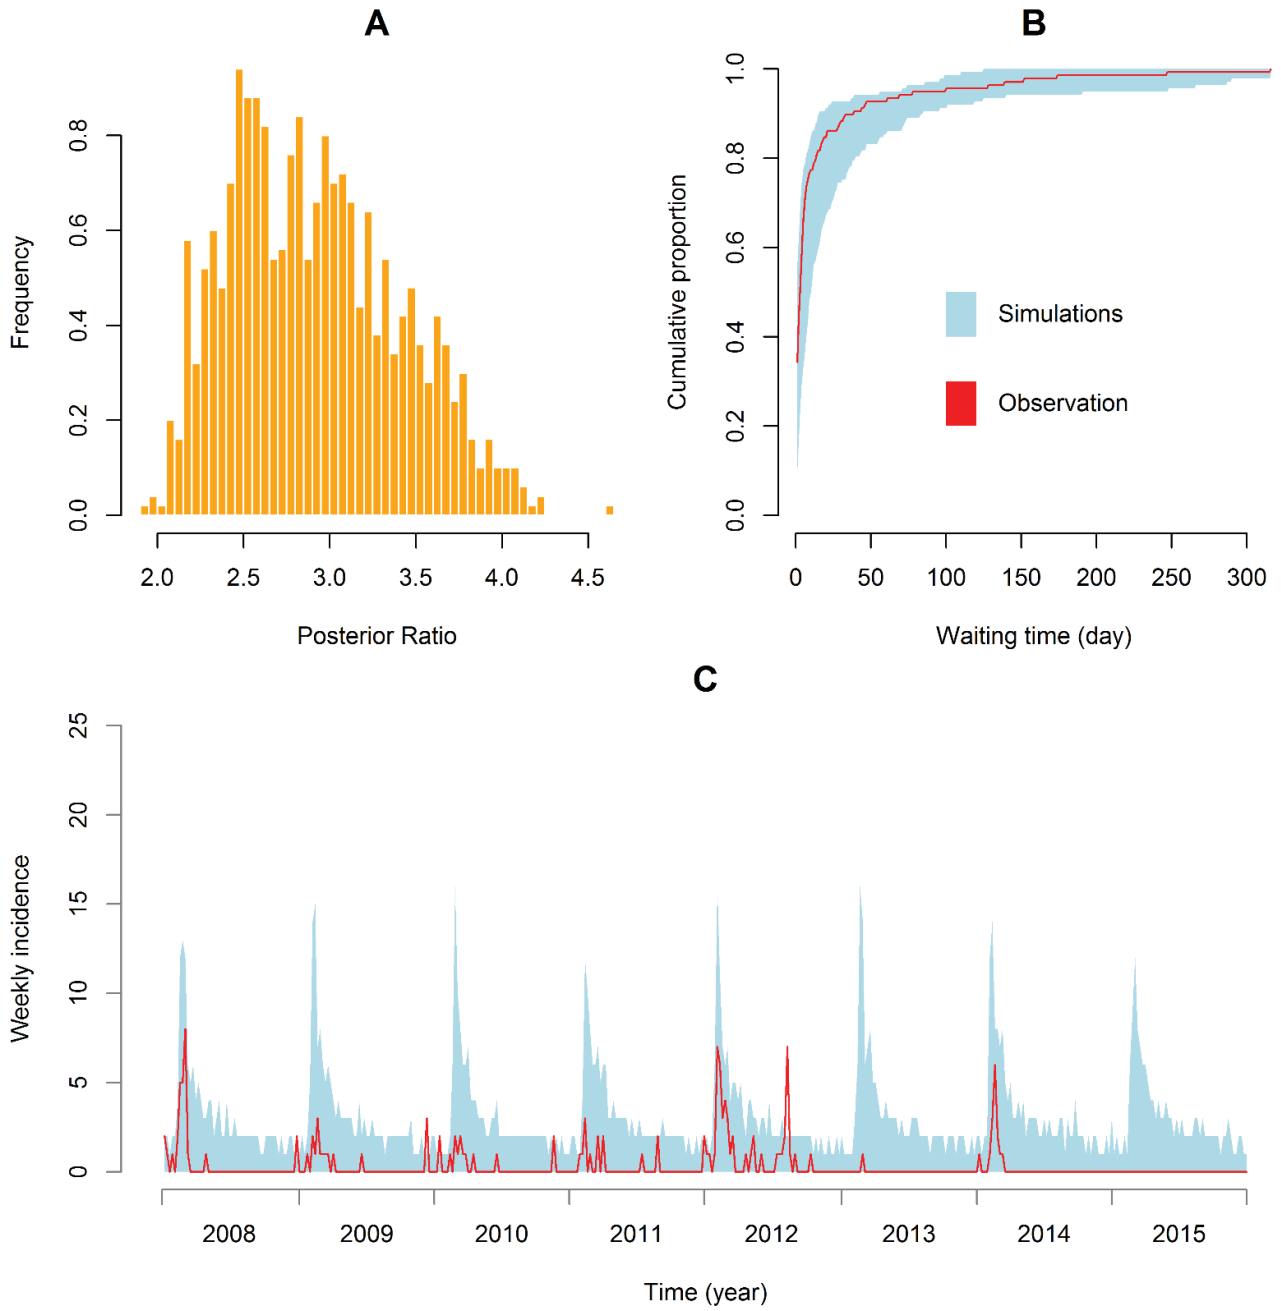 A
Frequency
0.0
0.2
0.4
0.6
0.8
2.0 2.5 3.0 3.5 4.0 4.5
Posterior Ratio
B
Cumulative proportion
0.0
0.2
0.4
0.6
0.8
1.0
Simulations
Observation
0 50 100 150 200 250 300
Waiting time (day)
C
Weekly incidence
0
5
10
15
20
25
2008 2009 2010 2011 2012 2013 2014 2015
Time (year)